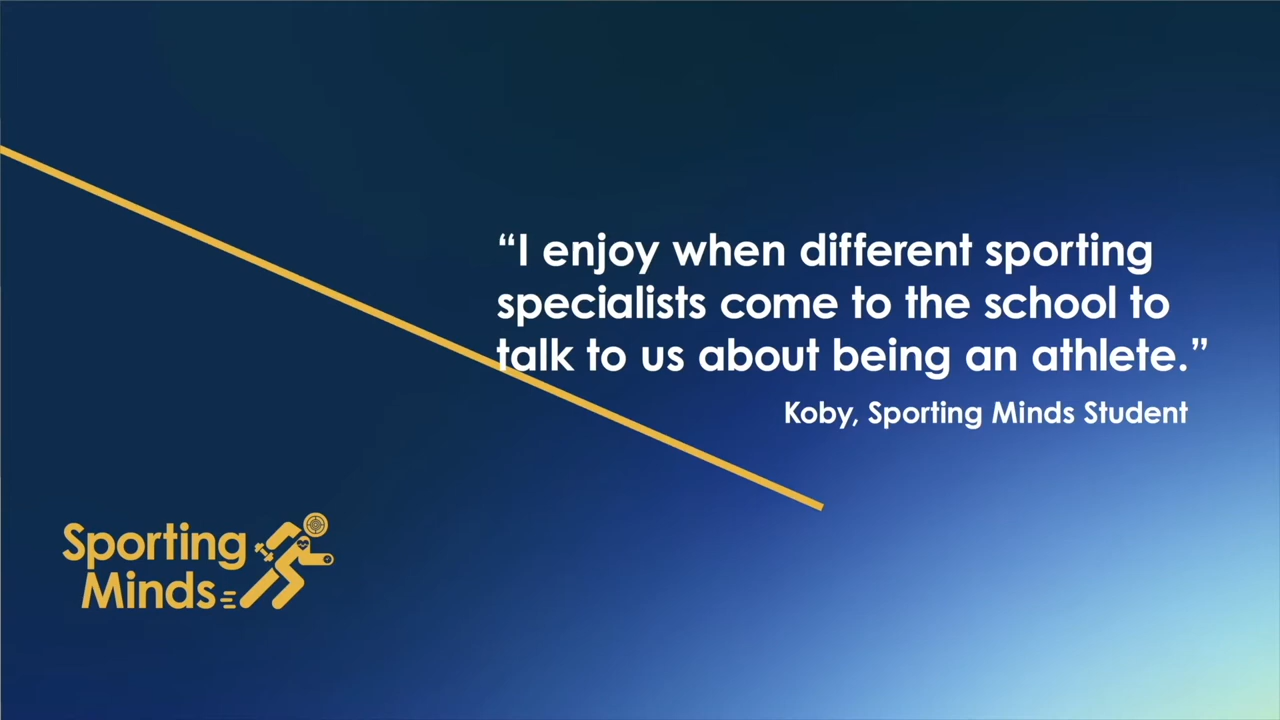 “I enjoy when different sporting
specialists come to the school to
talk to us about being an athlete.”
Koby, Sporting Minds Student
Sporting
Minds